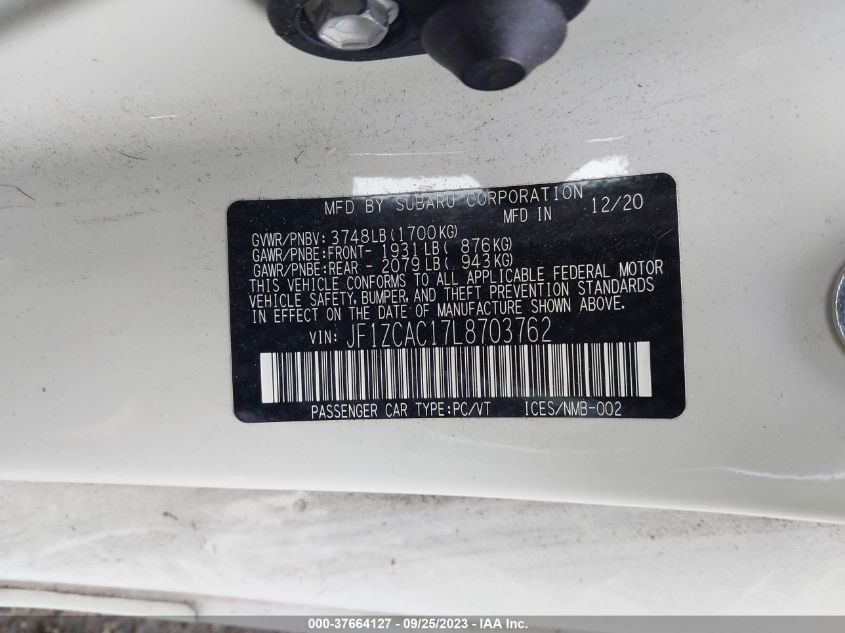 MFD BY SUBARU CORPORATION
MFD IN 12/20
GVWR/PNBV: 3748LB(1700KG)
GAWR/PNBE:FRONT- 1931LB( 876KG)
GAWR/PNBE:REAR - 2079LB( 943KG)
THIS VEHICLE CONFORMS TO ALL APPLICABLE FEDERAL MOTOR
VEHICLE SAFETY, BUMPER, AND THEFT PREVENTION STANDARDS
IN EFFECT ON THE DATE OF MANUFACTURE SHOWN ABOVE.
VIN: JF1ZCAC17L8703762
PASSENGER CAR TYPE:PC/VT ICES/NMB-002
000-37664127 - 09/25/2023 - IAA Inc.